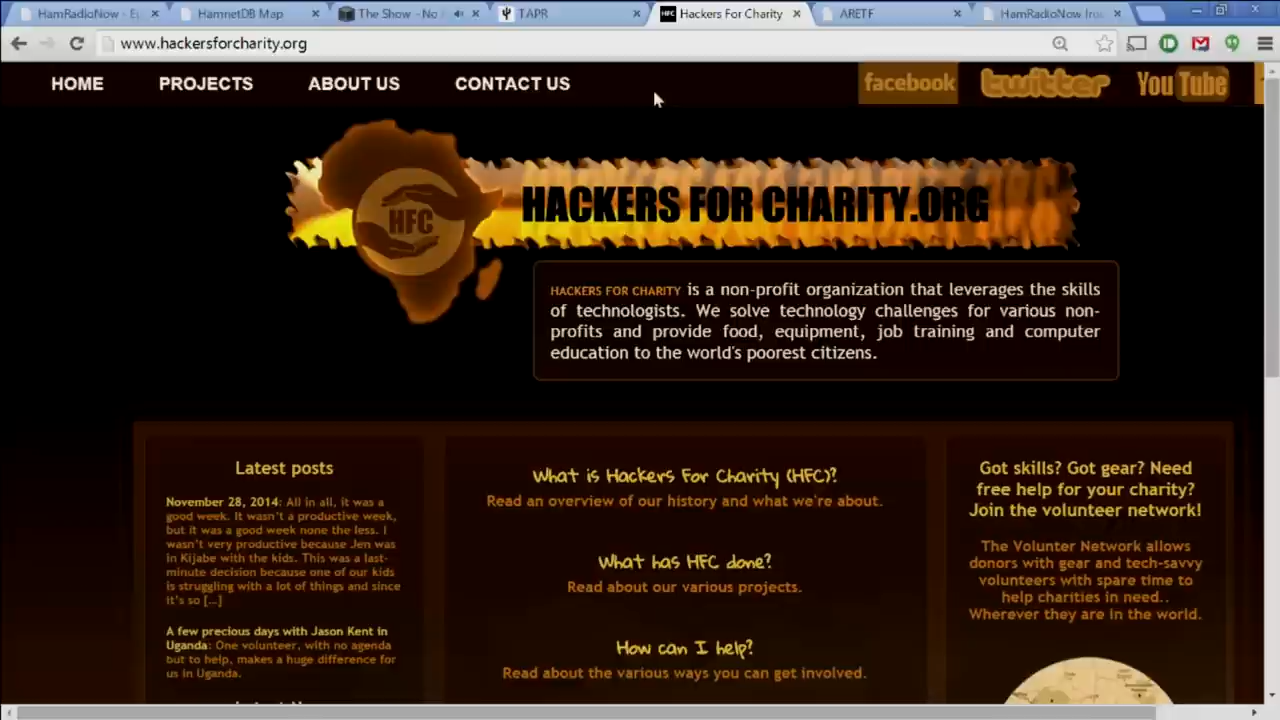 HamRadioNow - E
HamnetDB Map
The Show - No
TAPR
Hackers For Charity
ARETF
HamRadioNow
www.hackersforcharity.org
HOME
PROJECTS
ABOUT US
CONTACT US
facebook
twitter
YouTube
HFC
HACKERS FOR CHARITY.ORG
HACKERS FOR CHARITY is a non-profit organization that leverages the skills
of technologists. We solve technology challenges for various non-
profits and provide food, equipment, job training and computer
education to the world's poorest citizens.
Latest posts
November 28, 2014: All in all, it was a
good week. It wasn't a productive week,
but it was a good week none the less. I
wasn't very productive because Jen was
in Kijabe with the kids. This was a last-
minute decision because one of our kids
is struggling with a lot of things and since
it's so [...]
A few precious days with Jason Kent in
Uganda: One volunteer, with no agenda
but to help, makes a huge difference for
us in Uganda.
What is Hackers For Charity (HFC)?
Read an overview of our history and what we're about.
What has HFC done?
Read about our various projects.
How can I help?
Read about the various ways you can get involved.
Got skills? Got gear? Need
free help for your charity?
Join the volunteer network!
The Volunter Network allows
donors with gear and tech-savvy
volunteers with spare time to
help charities in need..
Wherever they are in the world.